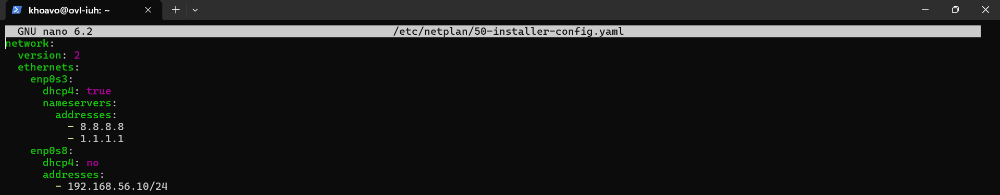 khoavo@ovl-iuh: ~
GNU nano 6.2 /etc/netplan/50-installer-config.yaml
network:
  version: 2
  ethernets:
    enp0s3:
      dhcp4: true
      nameservers:
        addresses:
          - 8.8.8.8
          - 1.1.1.1
    enp0s8:
      dhcp4: no
      addresses:
        - 192.168.56.10/24